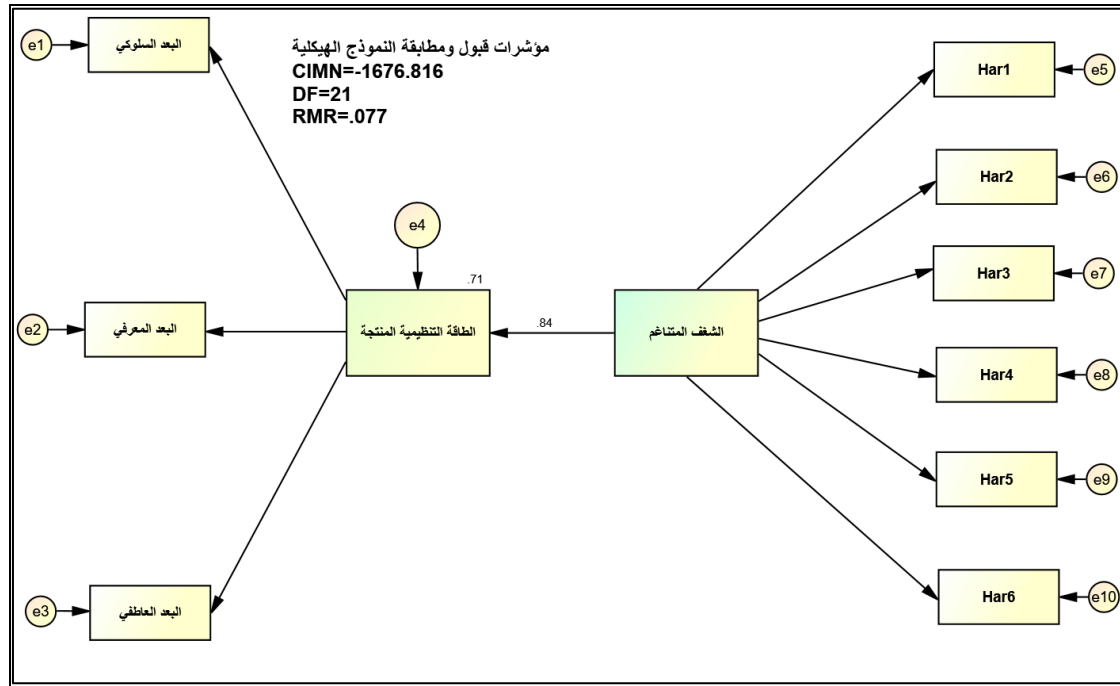 مؤشرات قبول ومطابقة النموذج الهيكلية
CIMN=-1676.816
DF=21
RMR=.077
e1
البعد السلوكي
e2
البعد المعرفي
e3
البعد العاطفي
e4
.71
الطاقة التنظيمية المنتجة
.84
الشغف المتناغم
Har1
e5
Har2
e6
Har3
e7
Har4
e8
Har5
e9
Har6
e10